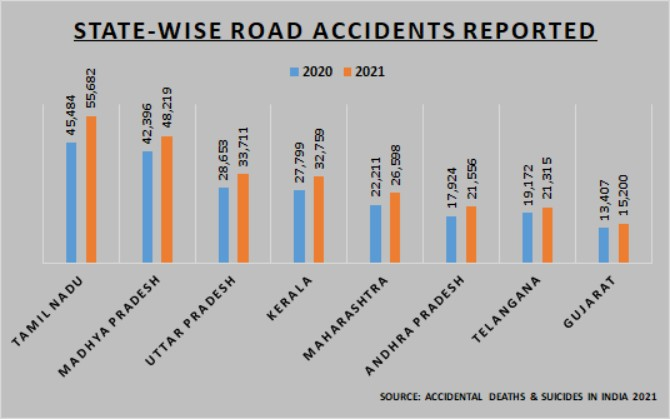 STATE-WISE ROAD ACCIDENTS REPORTED
2020 2021
45,484 55,682 42,396 48,219 28,653 33,711 27,799 32,759 22,211 26,598 17,924 21,556 19,172 21,315 13,407 15,200
TAMIL NADU
MADHYA PRADESH
UTTAR PRADESH
KERALA
MAHARASHTRA
ANDHRA PRADESH
TELANGANA
GUJARAT
SOURCE: ACCIDENTAL DEATHS & SUICIDES IN INDIA 2021